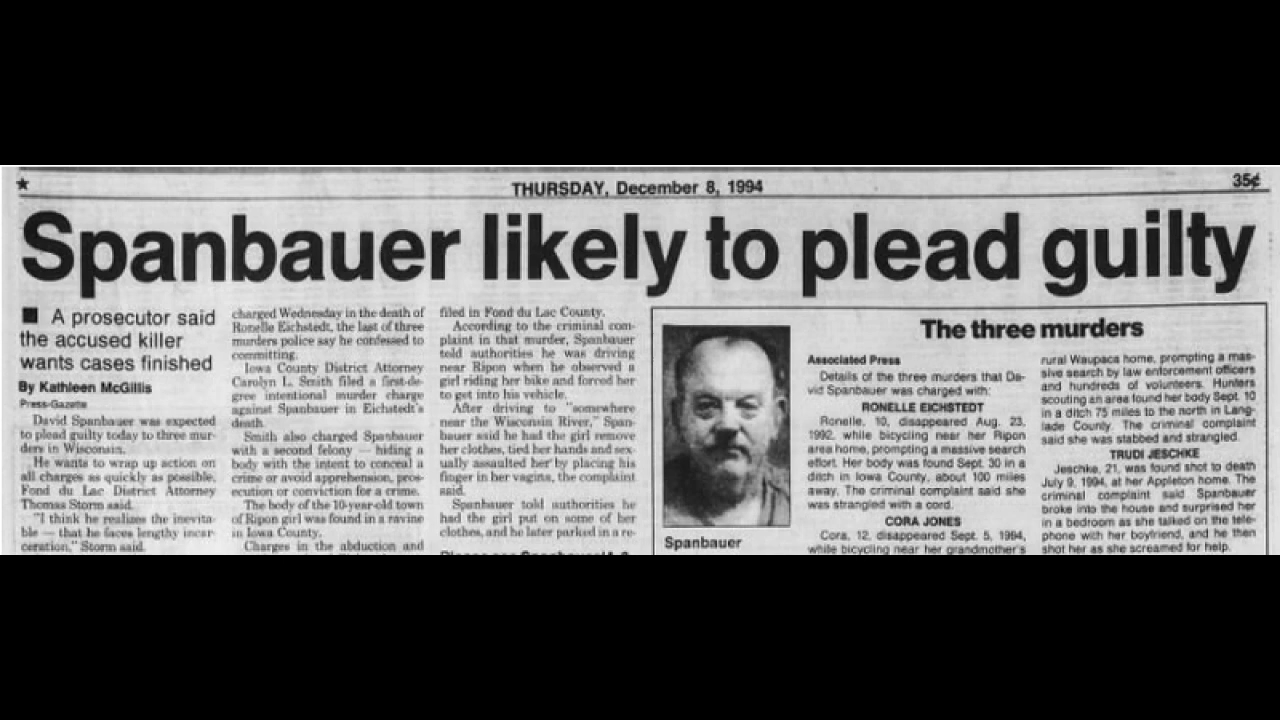 ★
THURSDAY, December 8, 1994
35¢
Spanbauer likely to plead guilty
■ A prosecutor said
the accused killer
wants cases finished
By Kathleen McGillis
Press-Gazette
David Spanbauer was expected
to plead guilty today to three mur-
ders in Wisconsin.
He wants to wrap up action on
all charges as quickly as possible,
Fond du Lac District Attorney
Thomas Storm said.
"I think he realizes the inevita-
ble — that he faces lengthy incar-
ceration," Storm said.
charged Wednesday in the death of
Ronelle Eichstedt, the last of three
murders police say he confessed to
committing.
Iowa County District Attorney
Carolyn L. Smith filed a first-de-
gree intentional murder charge
against Spanbauer in Eichstedt's
death.
Smith also charged Spanbauer
with a second felony — hiding a
body with the intent to conceal a
crime or avoid apprehension, pros-
ecution or conviction for a crime.
The body of the 10-year-old town
of Ripon girl was found in a ravine
in Iowa County.
Charges in the abduction and
filed in Fond du Lac County.
According to the criminal com-
plaint in that murder, Spanbauer
told authorities he was driving
near Ripon when he observed a
girl riding her bike and forced her
to get into his vehicle.
After driving to "somewhere
near the Wisconsin River," Span-
bauer said he had the girl remove
her clothes, tied her hands and sex-
ually assaulted her by placing his
finger in her vagina, the complaint
said.
Spanbauer told authorities he
had the girl put on some of her
clothes, and he later parked in a re-
Spanbauer
The three murders
Associated Press
Details of the three murders that Da-
vid Spanbauer was charged with:
RONELLE EICHSTEDT
Ronelle, 10, disappeared Aug. 23,
1992, while bicycling near her Ripon
area home, prompting a massive search
effort. Her body was found Sept. 30 in a
ditch in Iowa County, about 100 miles
away. The criminal complaint said she
was strangled with a cord.
CORA JONES
Cora, 12, disappeared Sept. 5, 1994,
while bicycling near her grandmother's
rural Waupaca home, prompting a mas-
sive search by law enforcement officers
and hundreds of volunteers. Hunters
scouting an area found her body Sept. 10
in a ditch 75 miles to the north in Lang-
lade County. The criminal complaint
said she was stabbed and strangled.
TRUDI JESCHKE
Jeschke, 21, was found shot to death
July 9, 1994, at her Appleton home. The
criminal complaint said Spanbauer
broke into the house and surprised her
in a bedroom as she talked on the tele-
phone with her boyfriend, and he then
shot her as she screamed for help.